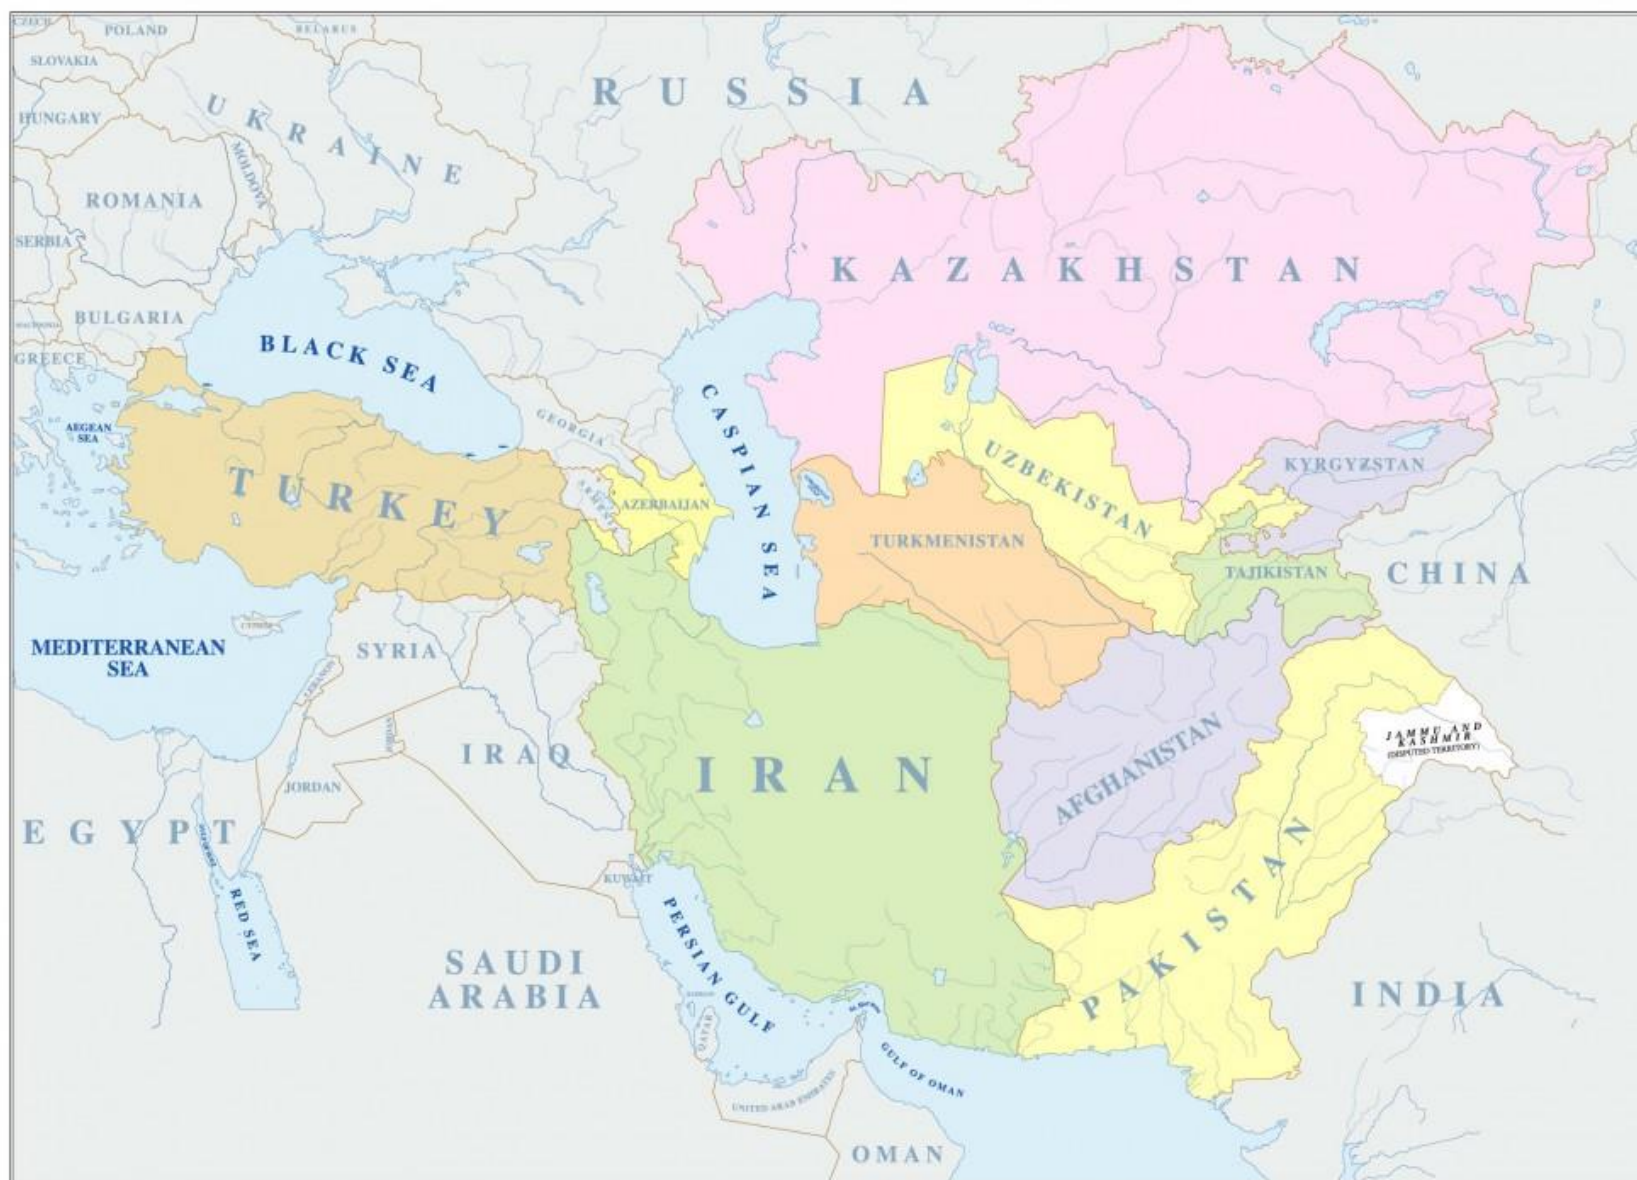 CZECH
POLAND
BELARUS
SLOVAKIA
RUSSIA
HUNGARY
UKRAINE
MOLDOVA
ROMANIA
SERBIA
KAZAKHSTAN
BULGARIA
MACEDONIA
BLACK SEA
GREECE
CASPIAN SEA
GEORGIA
AEGEAN
SEA
UZBEKISTAN
KYRGYZSTAN
TURKEY
ARMENIA
AZERBAIJAN
TURKMENISTAN
TAJIKISTAN
CHINA
CYPRUS
MEDITERRANEAN
SEA
SYRIA
LEBANON
JAMMU AND
KASHMIR
(DISPUTED TERRITORY)
IRAQ
IRAN
AFGHANISTAN
JORDAN
EGYPT
PAKISTAN
KUWAIT
RED SEA
PERSIAN GULF
SAUDI
ARABIA
INDIA
QATAR
GULF OF OMAN
UNITED ARAB EMIRATES
OMAN